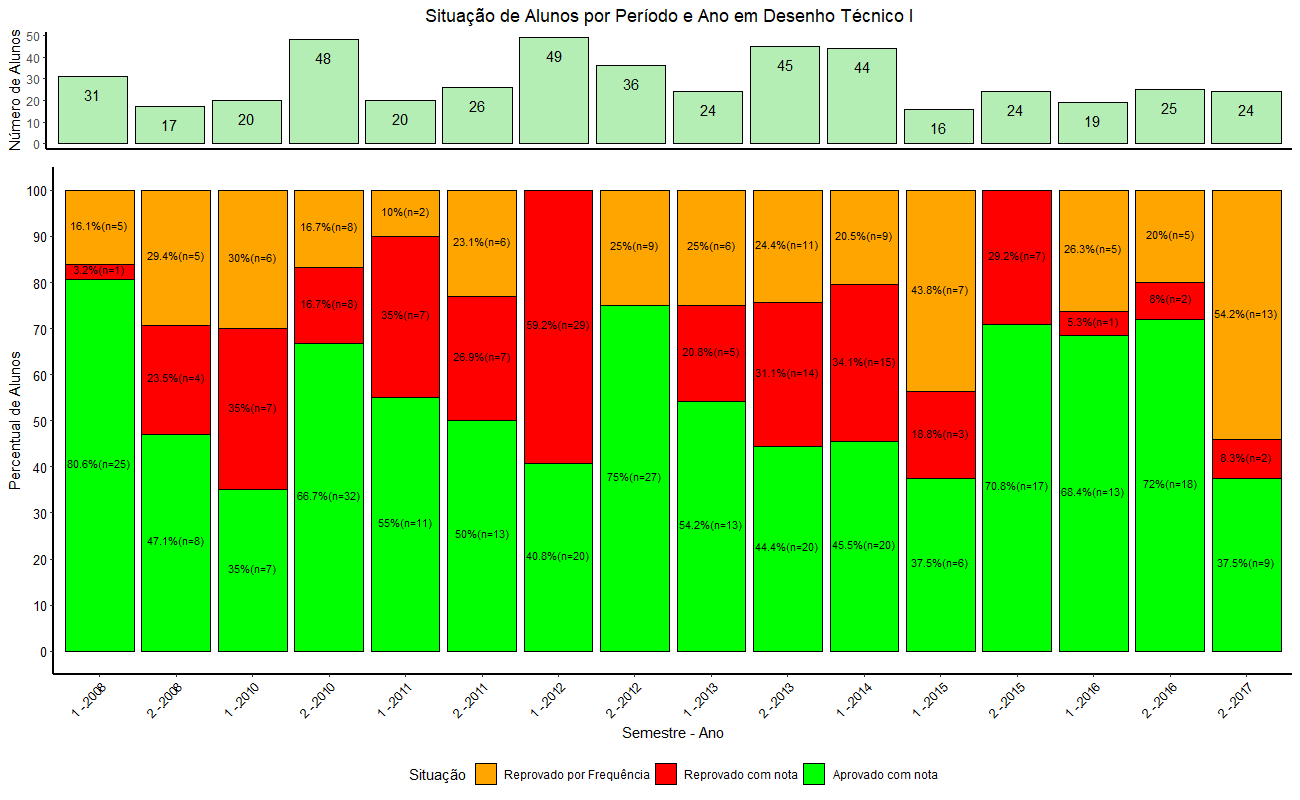 Situação de Alunos por Período e Ano em Desenho Técnico I
Número de Alunos
50
40
30
20
10
0
31
17
20
48
20
26
49
36
24
45
44
16
24
19
25
24
Percentual de Alunos
100
90
80
70
60
50
40
30
20
10
0
16.1%(n=5)
3.2%(n=1)
80.6%(n=25)
29.4%(n=5)
23.5%(n=4)
47.1%(n=8)
30%(n=6)
35%(n=7)
35%(n=7)
16.7%(n=8)
16.7%(n=8)
66.7%(n=32)
10%(n=2)
35%(n=7)
55%(n=11)
23.1%(n=6)
26.9%(n=7)
50%(n=13)
59.2%(n=29)
40.8%(n=20)
25%(n=9)
75%(n=27)
25%(n=6)
20.8%(n=5)
54.2%(n=13)
24.4%(n=11)
31.1%(n=14)
44.4%(n=20)
20.5%(n=9)
34.1%(n=15)
45.5%(n=20)
43.8%(n=7)
18.8%(n=3)
37.5%(n=6)
29.2%(n=7)
70.8%(n=17)
26.3%(n=5)
5.3%(n=1)
68.4%(n=13)
20%(n=5)
8%(n=2)
72%(n=18)
54.2%(n=13)
8.3%(n=2)
37.5%(n=9)
1 -.2008
2 -.2008
1 -.2010
2 -.2010
1 -.2011
2 -.2011
1 -.2012
2 -.2012
1 -.2013
2 -.2013
1 -.2014
1 -.2015
2 -.2015
1 -.2016
2 -.2016
2 -.2017
Semestre - Ano
Situação Reprovado por Frequência Reprovado com nota Aprovado com nota